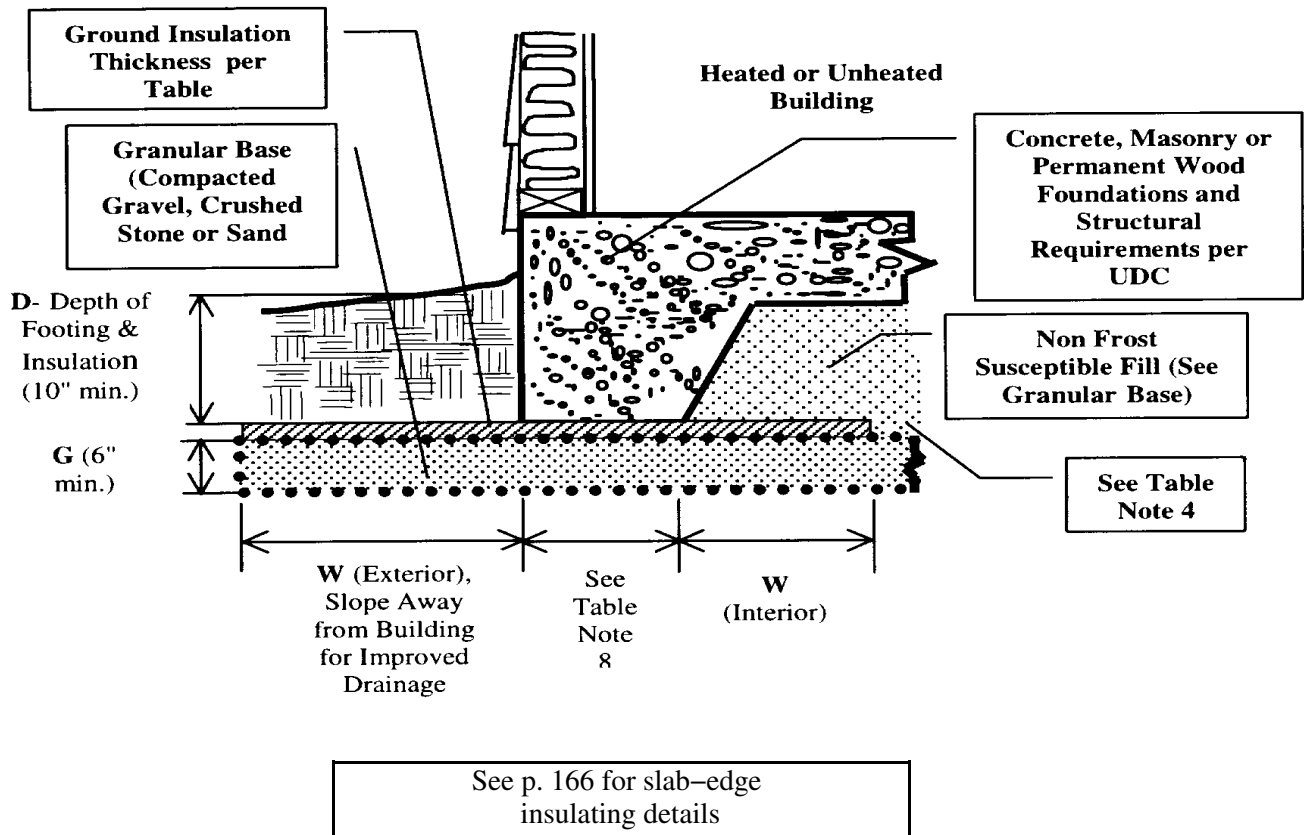 Ground Insulation
Thickness per
Table
Heated or Unheated
Building
Granular Base
(Compacted
Gravel, Crushed
Stone or Sand
Concrete, Masonry or
Permanent Wood
Foundations and
Structural
Requirements per
UDC
D- Depth of
Footing &
Insulation
(10" min.)
Non Frost
Susceptible Fill (See
Granular Base)
G (6"
min.)
See Table
Note 4
W (Exterior),
Slope Away
from Building
for Improved
Drainage
See
Table
Note
8
W
(Interior)
See p. 166 for slab–edge
insulating details